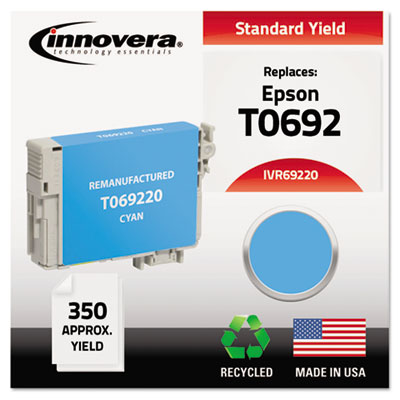 innovera
technology essentials
Standard Yield
Replaces:
Epson
T0692
IVR69220
REMANUFACTURED
T069220
CYAN
350
APPROX.
YIELD
RECYCLED
MADE IN USA